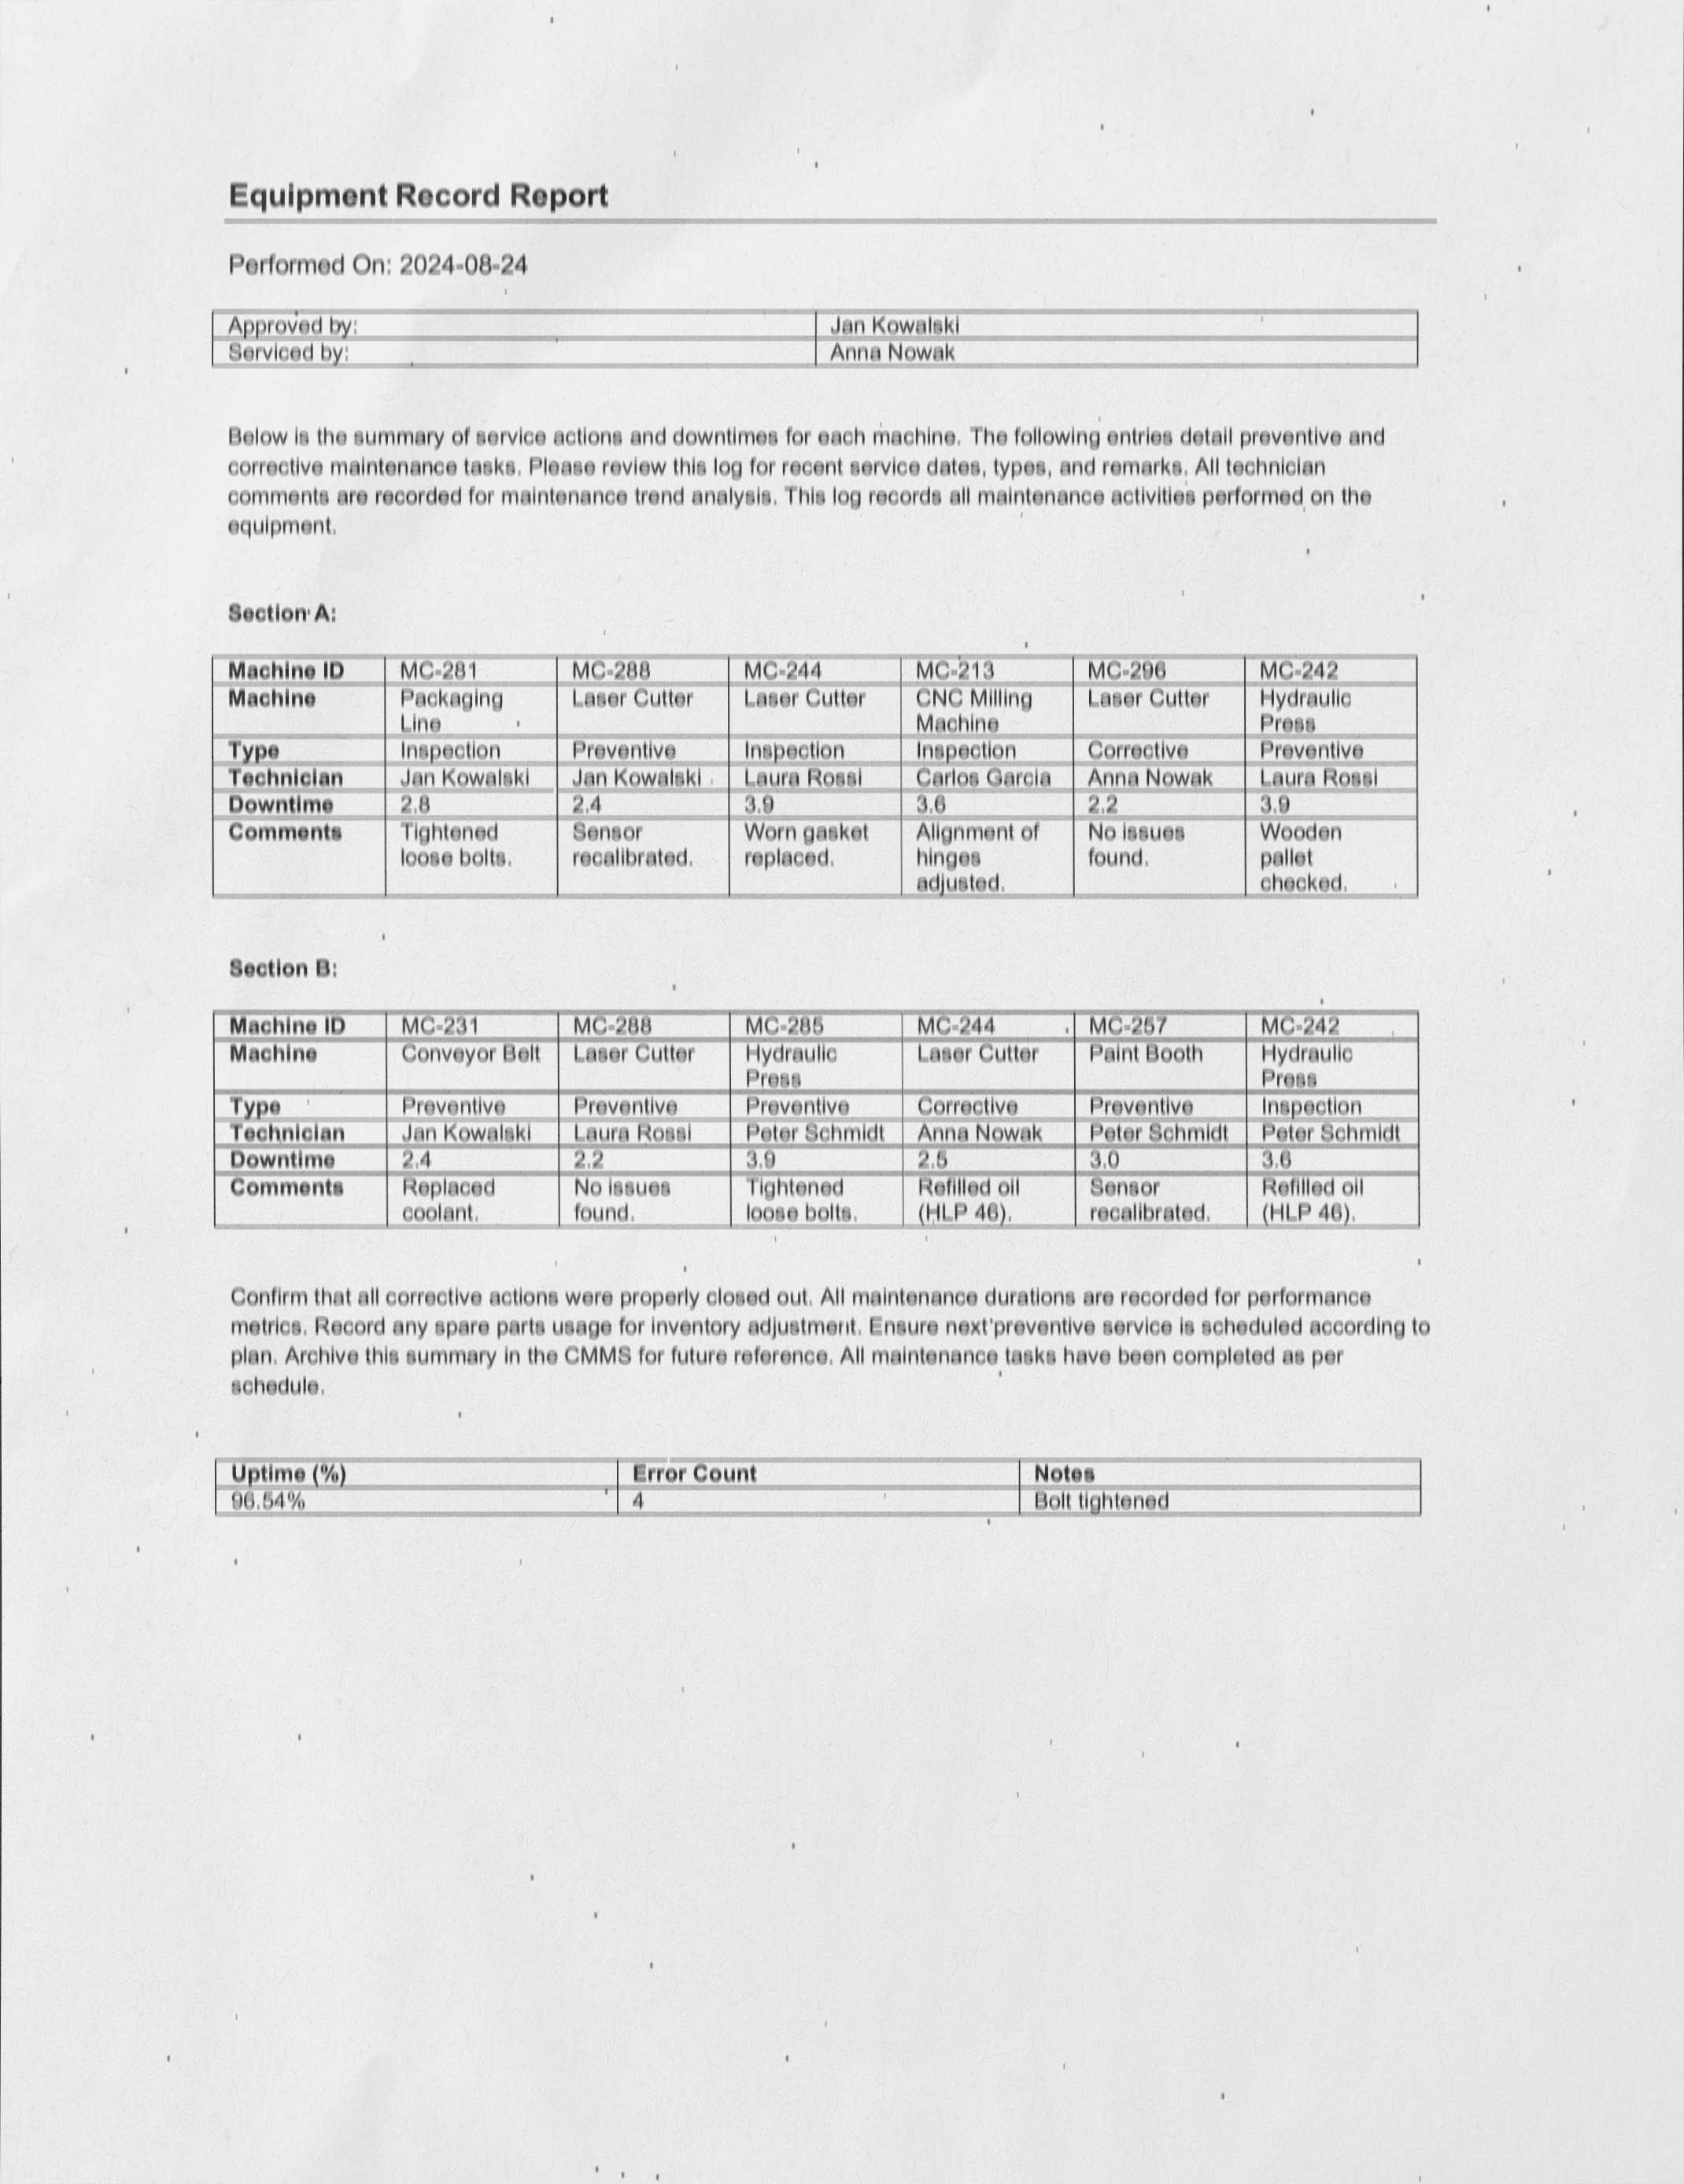 Equipment Record Report
Performed On: 2024-08-24
Approved by: Jan Kowalski
Serviced by: Anna Nowak
Below is the summary of service actions and downtimes for each machine. The following entries detail preventive and
corrective maintenance tasks. Please review this log for recent service dates, types, and remarks. All technician
comments are recorded for maintenance trend analysis. This log records all maintenance activities performed on the
equipment.
Section A:
Machine ID MC-281 MC-288 MC-244 MC-213 MC-296 MC-242
Machine Packaging Laser Cutter Laser Cutter CNC Milling Laser Cutter Hydraulic
Line Machine Press
Type Inspection Preventive Inspection Inspection Corrective Preventive
Technician Jan Kowalski Jan Kowalski Laura Rossi Carlos Garcia Anna Nowak Laura Rossi
Downtime 2.8 2.4 3.9 3.6 2.2 3.9
Comments Tightened Sensor Worn gasket Alignment of No issues Wooden
loose bolts. recalibrated. replaced. hinges found. pallet
adjusted. checked.
Section B:
Machine ID MC-231 MC-288 MC-285 MC-244 MC-257 MC-242
Machine Conveyor Belt Laser Cutter Hydraulic Laser Cutter Paint Booth Hydraulic
Press Press
Type Preventive Preventive Preventive Corrective Preventive Inspection
Technician Jan Kowalski Laura Rossi Peter Schmidt Anna Nowak Peter Schmidt Peter Schmidt
Downtime 2.4 2.2 3.9 2.5 3.0 3.6
Comments Replaced No issues Tightened Refilled oil Sensor Refilled oil
coolant. found. loose bolts. (HLP 46). recalibrated. (HLP 46).
Confirm that all corrective actions were properly closed out. All maintenance durations are recorded for performance
metrics. Record any spare parts usage for inventory adjustment. Ensure next preventive service is scheduled according to
plan. Archive this summary in the CMMS for future reference. All maintenance tasks have been completed as per
schedule.
Uptime (%) Error Count Notes
96.54% 4 Bolt tightened